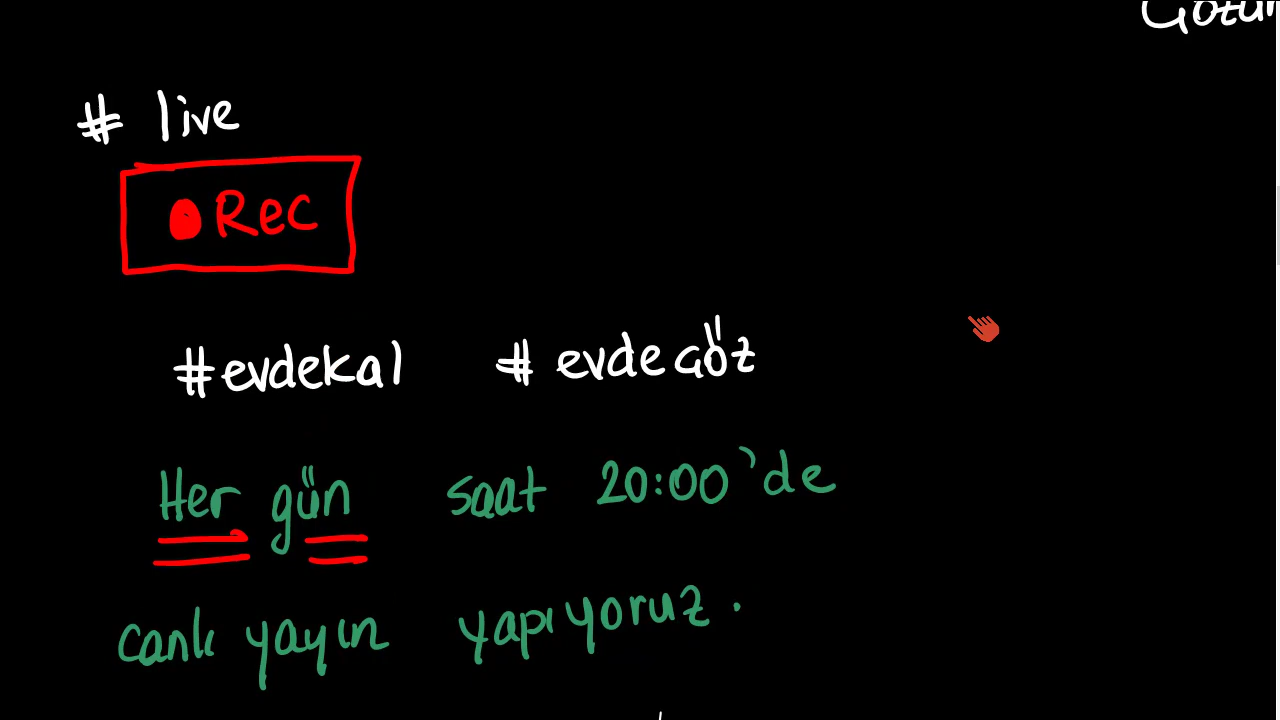 # live
Rec
#evdekal # evdeGöz
Her gün saat 20:00'de
canlı yayın yapıyoruz.